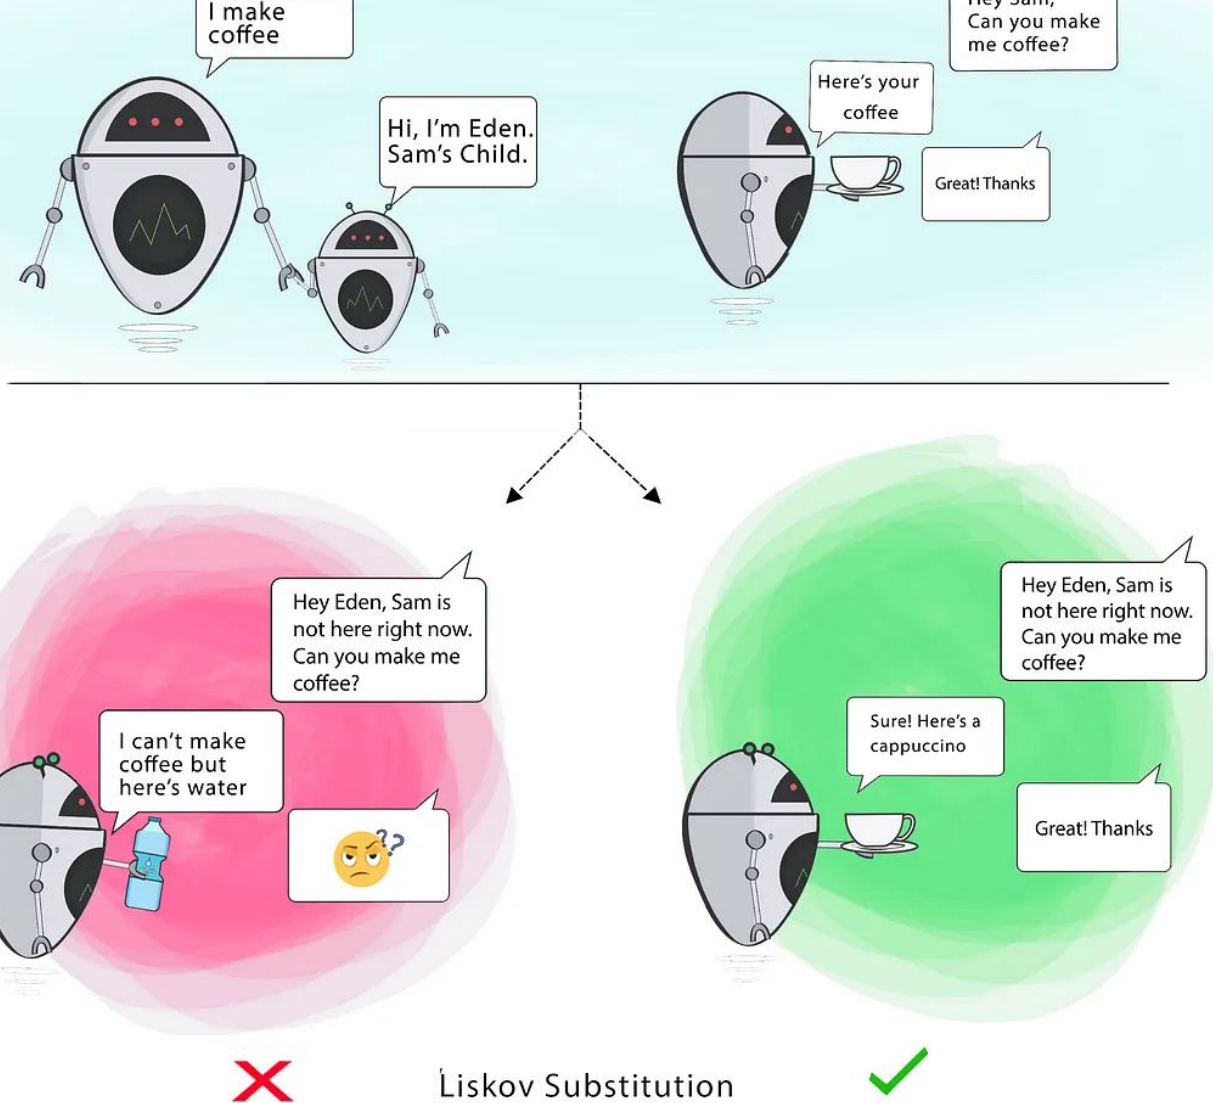 I make
coffee
Hi, I'm Eden.
Sam's Child.
Hey Sam,
Can you make
me coffee?
Here's your
coffee
Great! Thanks
Hey Eden, Sam is
not here right now.
Can you make me
coffee?
I can't make
coffee but
here's water
??
Hey Eden, Sam is
not here right now.
Can you make me
coffee?
Sure! Here's a
cappuccino
Great! Thanks
Liskov Substitution